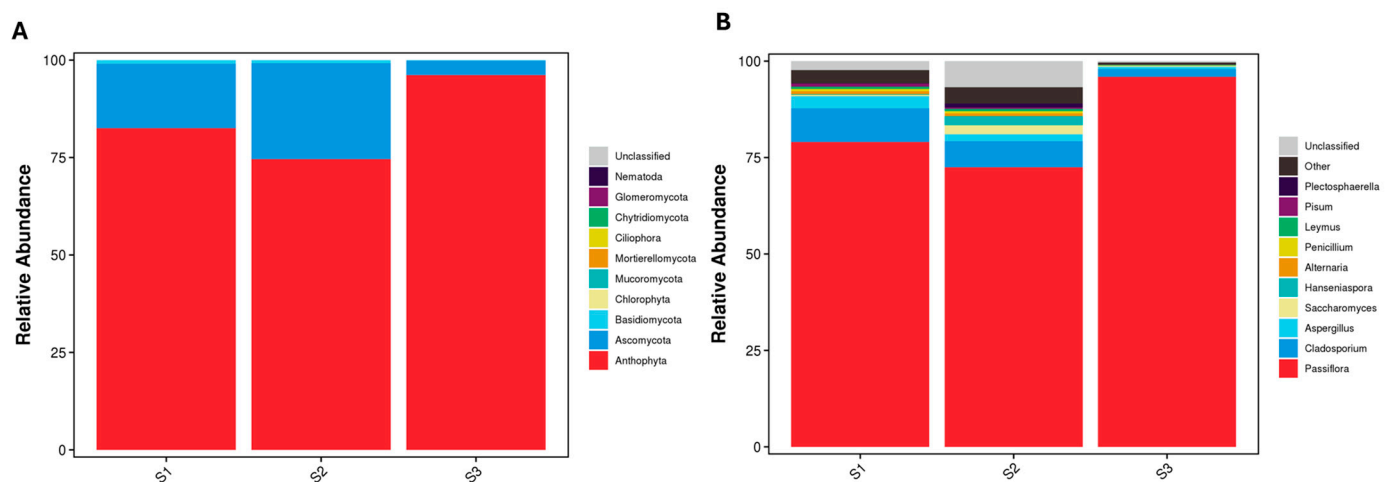 A
Relative Abundance
100
75
50
25
0
S1
S2
S3
Unclassified
Nematoda
Glomeromycota
Chytridiomycota
Ciliophora
Mortierellomycota
Mucoromycota
Chlorophyta
Basidiomycota
Ascomycota
Anthophyta
B
Relative Abundance
100
75
50
25
0
S1
S2
S3
Unclassified
Other
Plectosphaerella
Pisum
Leymus
Penicillium
Alternaria
Hanseniaspora
Saccharomyces
Aspergillus
Cladosporium
Passiflora